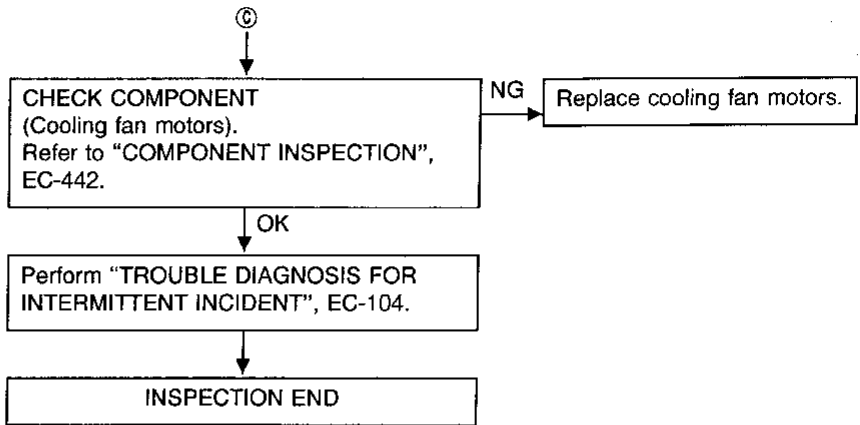 Ⓒ
CHECK COMPONENT
(Cooling fan motors).
Refer to “COMPONENT INSPECTION”,
EC-442.
NG
Replace cooling fan motors.
OK
Perform “TROUBLE DIAGNOSIS FOR
INTERMITTENT INCIDENT”, EC-104.
INSPECTION END